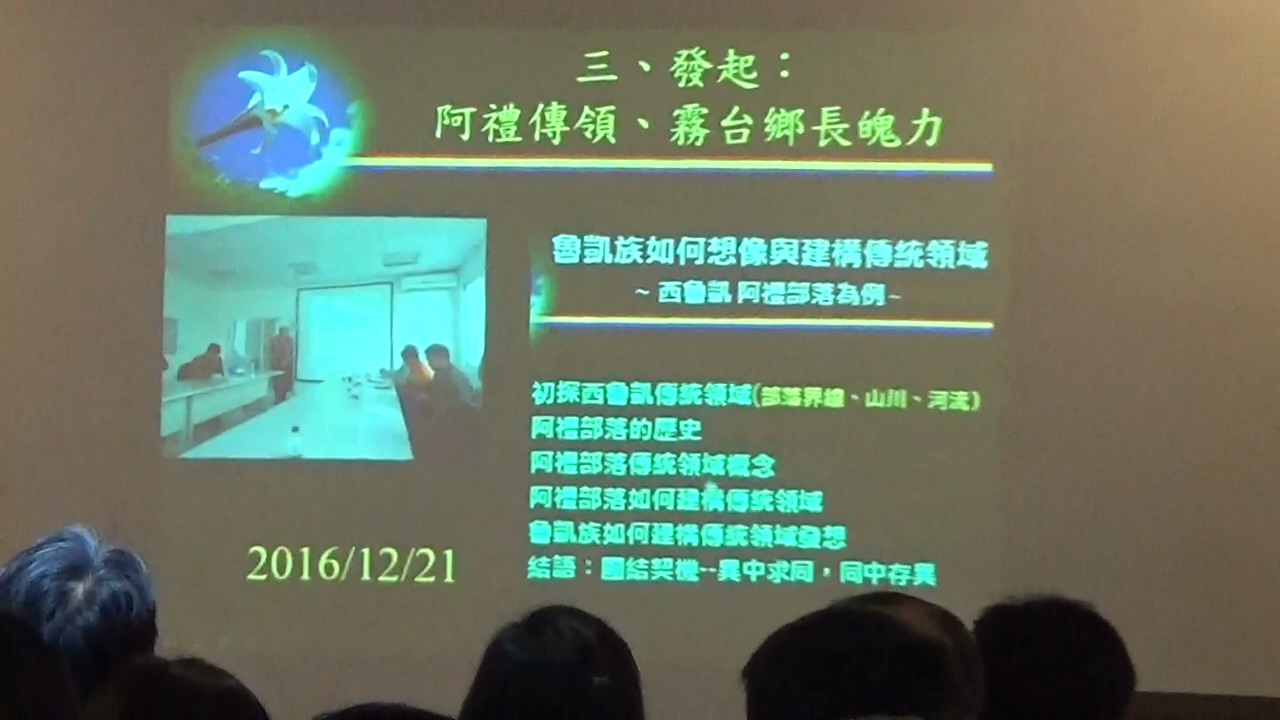 三、發起：
阿禮傳領、霧台鄉長魄力
魯凱族如何想像與建構傳統領域
~ 西魯凱 阿禮部落為例~
初探西魯凱傳統領域(部落界線、山川、河流)
阿禮部落的歷史
阿禮部落傳統領域概念
阿禮部落如何建構傳統領域
魯凱族如何建構傳統領域發想
結語：團結契機--異中求同，同中存異
2016/12/21